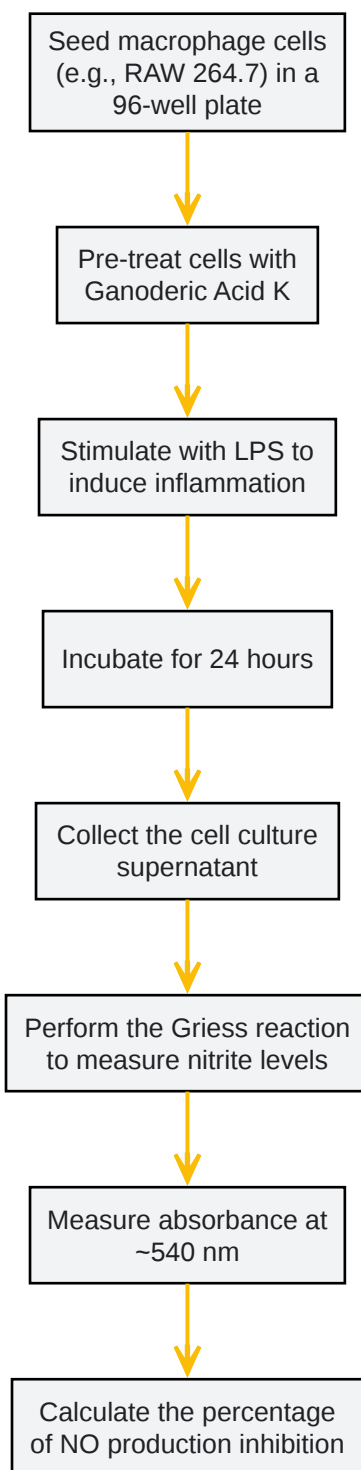 Seed macrophage cells
(e.g., RAW 264.7) in a
96-well plate
Pre-treat cells with
Ganoderic Acid K
Stimulate with LPS to
induce inflammation
Incubate for 24 hours
Collect the cell culture
supernatant
Perform the Griess reaction
to measure nitrite levels
Measure absorbance at
~540 nm
Calculate the percentage
of NO production inhibition